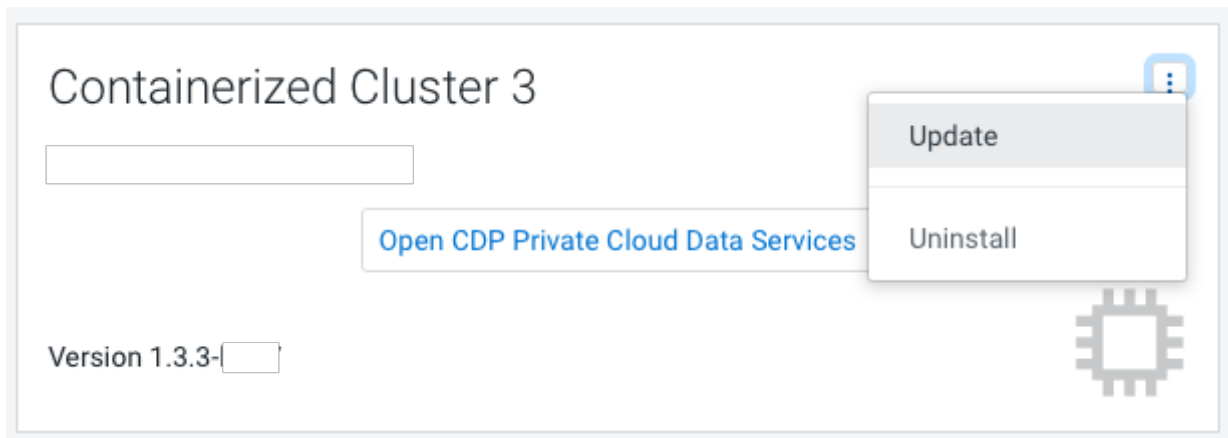 Containerized Cluster 3
Update
Open CDP Private Cloud Data Services
Uninstall
Version 1.3.3-